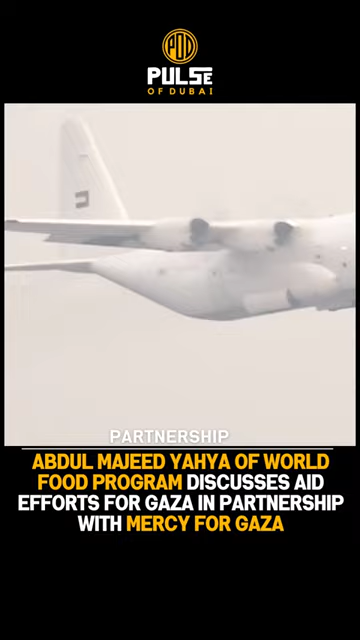 POD
PULSE
OF DUBAI
PARTNERSHIP
ABDUL MAJEED YAHYA OF WORLD
FOOD PROGRAM DISCUSSES AID
EFFORTS FOR GAZA IN PARTNERSHIP
WITH MERCY FOR GAZA